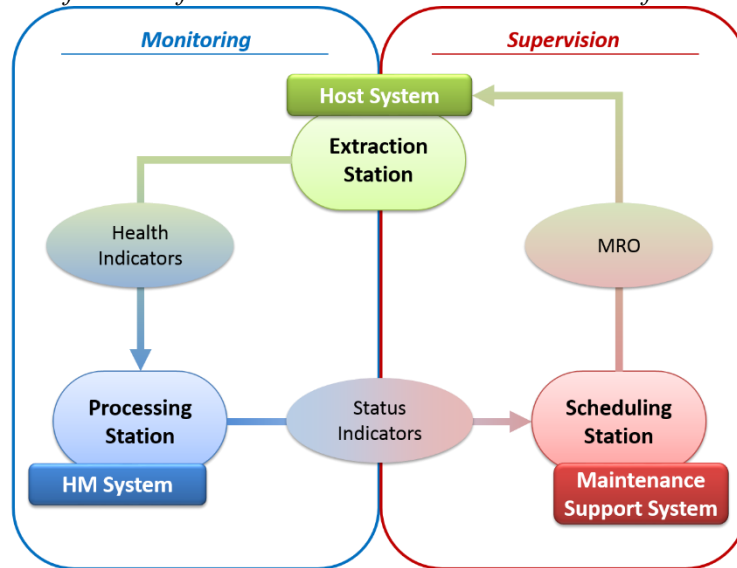 Monitoring
Supervision
Host System
Extraction
Station
Health
Indicators
MRO
Processing
Station
Status
Indicators
Scheduling
Station
HM System
Maintenance
Support System